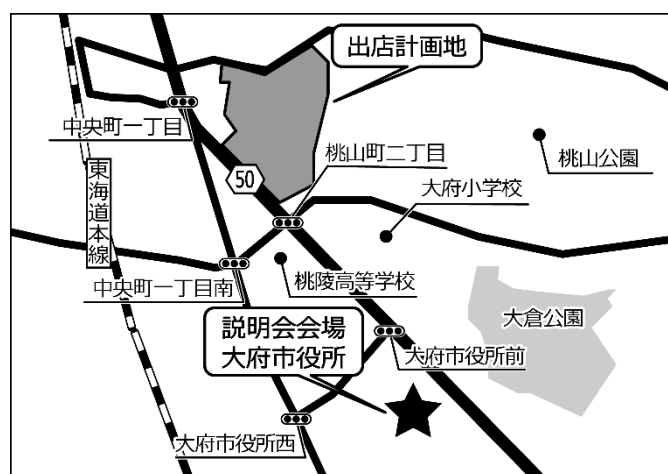 出店計画地
中央町一丁目
桃山町二丁目
桃山公園
50
大府小学校
東海道本線
中央町一丁目南
桃陵高等学校
説明会会場
大府市役所
大倉公園
大府市役所前
大府市役所西